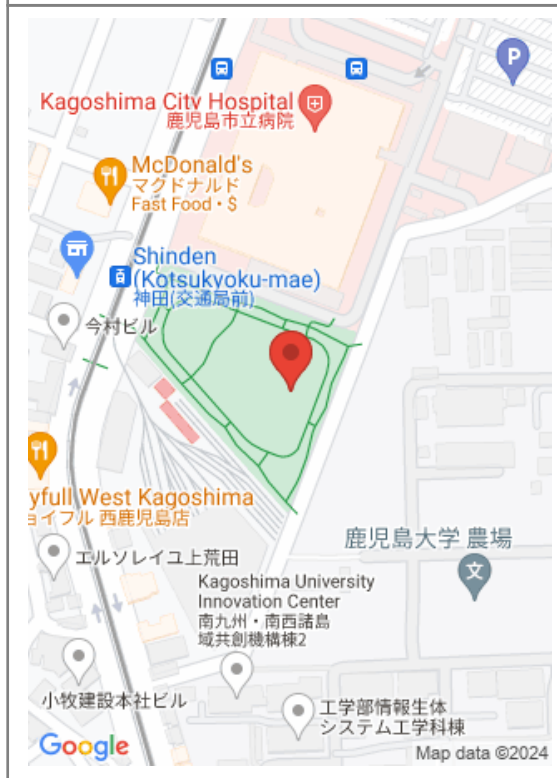 P
Kagoshima City Hospital
鹿児島市立病院
McDonald's
マクドナルド
Fast Food・$
Shinden
(Kotsukyoku-mae)
神田(交通局前)
今村ビル
yfull West Kagoshima
ョイフル 西鹿児島店
鹿児島大学 農場
文
エルソレイユ上荒田
Kagoshima University
Innovation Center
南九州・南西諸島
域共創機構棟2
小牧建設本社ビル
工学部情報生体
システム工学科棟
Google
Map data ©2024